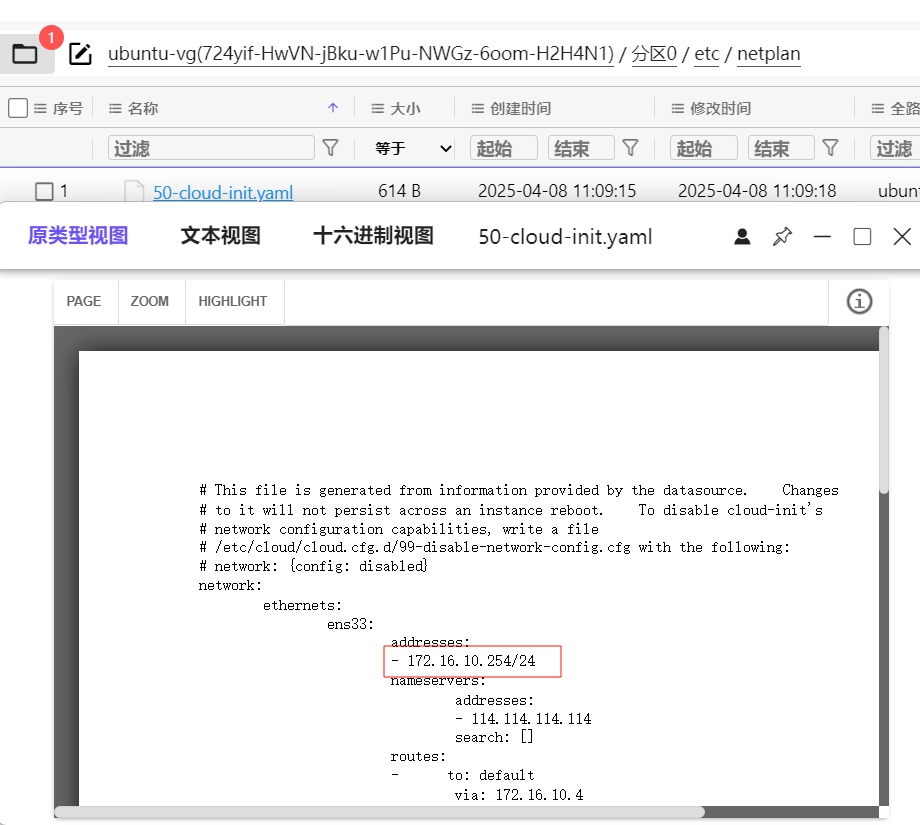 1
ubuntu-vg(724yif-HwVN-jBku-w1Pu-NWGz-6oom-H2H4N1) / 分区0 / etc / netplan
序号 名称 大小 创建时间 修改时间 全路
过滤 等于 起始 结束 起始 结束 过滤
1 50-cloud-init.yaml 614 B 2025-04-08 11:09:15 2025-04-08 11:09:18 ubun
原类型视图 文本视图 十六进制视图 50-cloud-init.yaml
PAGE ZOOM HIGHLIGHT
# This file is generated from information provided by the datasource. Changes
# to it will not persist across an instance reboot. To disable cloud-init's
# network configuration capabilities, write a file
# /etc/cloud/cloud.cfg.d/99-disable-network-config.cfg with the following:
# network: {config: disabled}
network:
ethernets:
ens33:
addresses:
- 172.16.10.254/24
nameservers:
addresses:
- 114.114.114.114
search: []
routes:
- to: default
via: 172.16.10.4